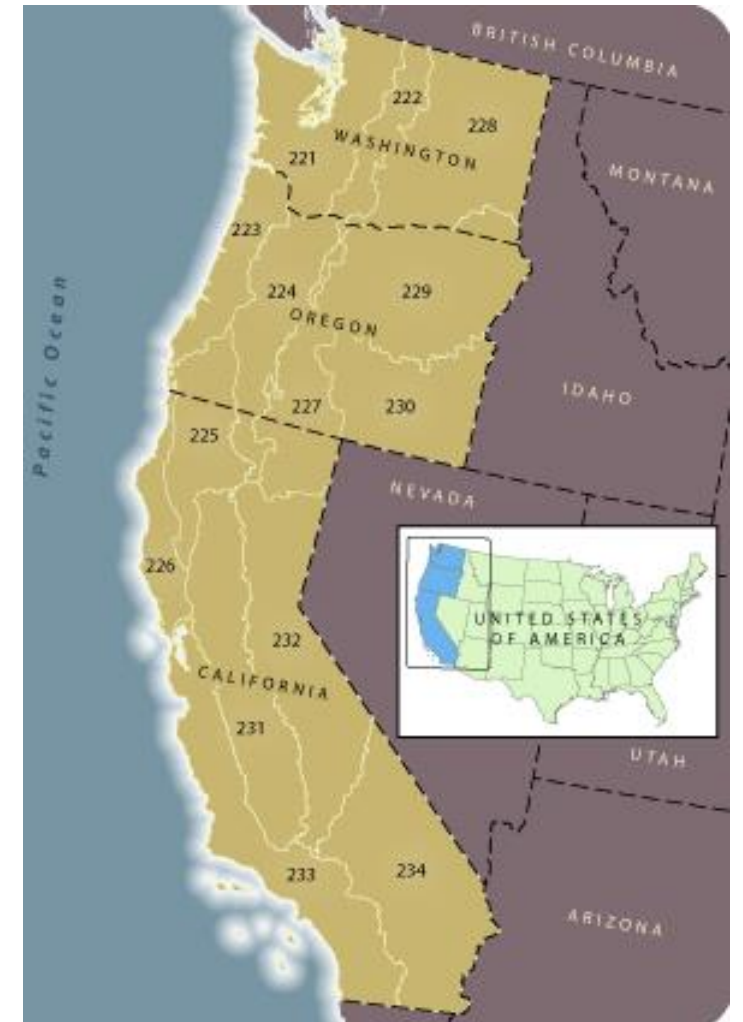 BRITISH COLUMBIA
222
228
WASHINGTON
221
MONTANA
223
224
229
OREGON
Pacific Ocean
IDAHO
227
230
225
NEVADA
226
UNITED STATES
OF AMERICA
232
CALIFORNIA
231
UTAH
233
234
ARIZONA